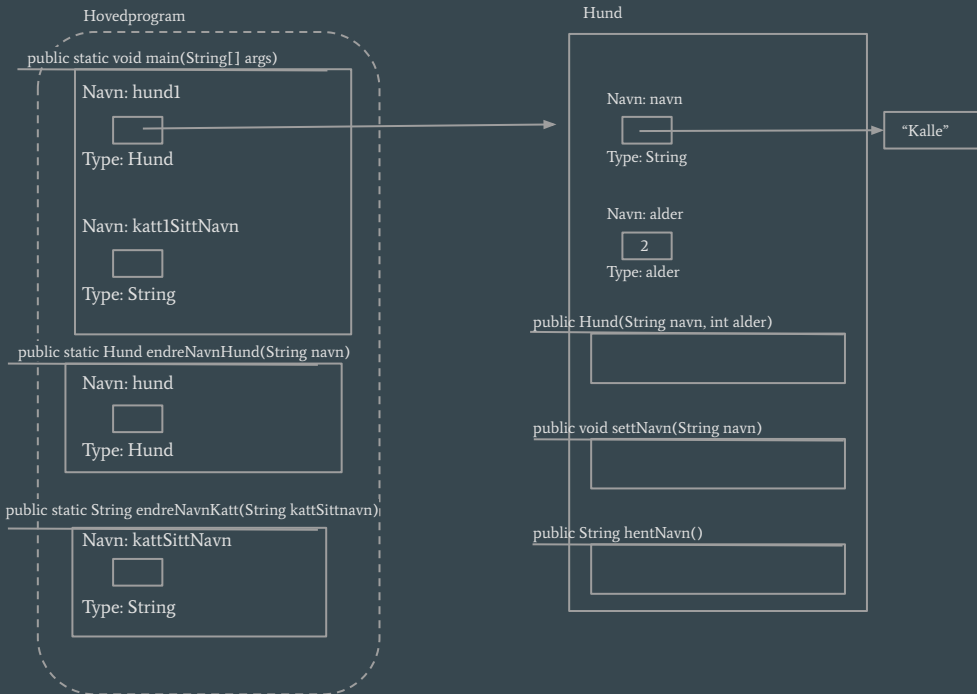 Hovedprogram
public static void main(String[] args)
Navn: hund1
Type: Hund
Navn: katt1SittNavn
Type: String
public static Hund endreNavnHund(String navn)
Navn: hund
Type: Hund
public static String endreNavnKatt(String kattSittnavn)
Navn: kattSittNavn
Type: String
Hund
Navn: navn
Type: String
“Kalle”
Navn: alder
2
Type: alder
public Hund(String navn, int alder)
public void settNavn(String navn)
public String hentNavn()